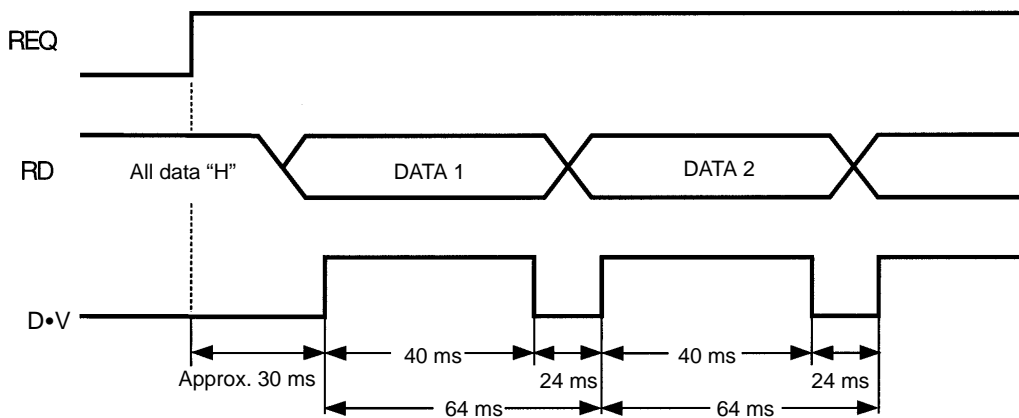 REQ
RD
All data “H”
DATA 1
DATA 2
D•V
40 ms
40 ms
Approx. 30 ms
24 ms
24 ms
64 ms
64 ms